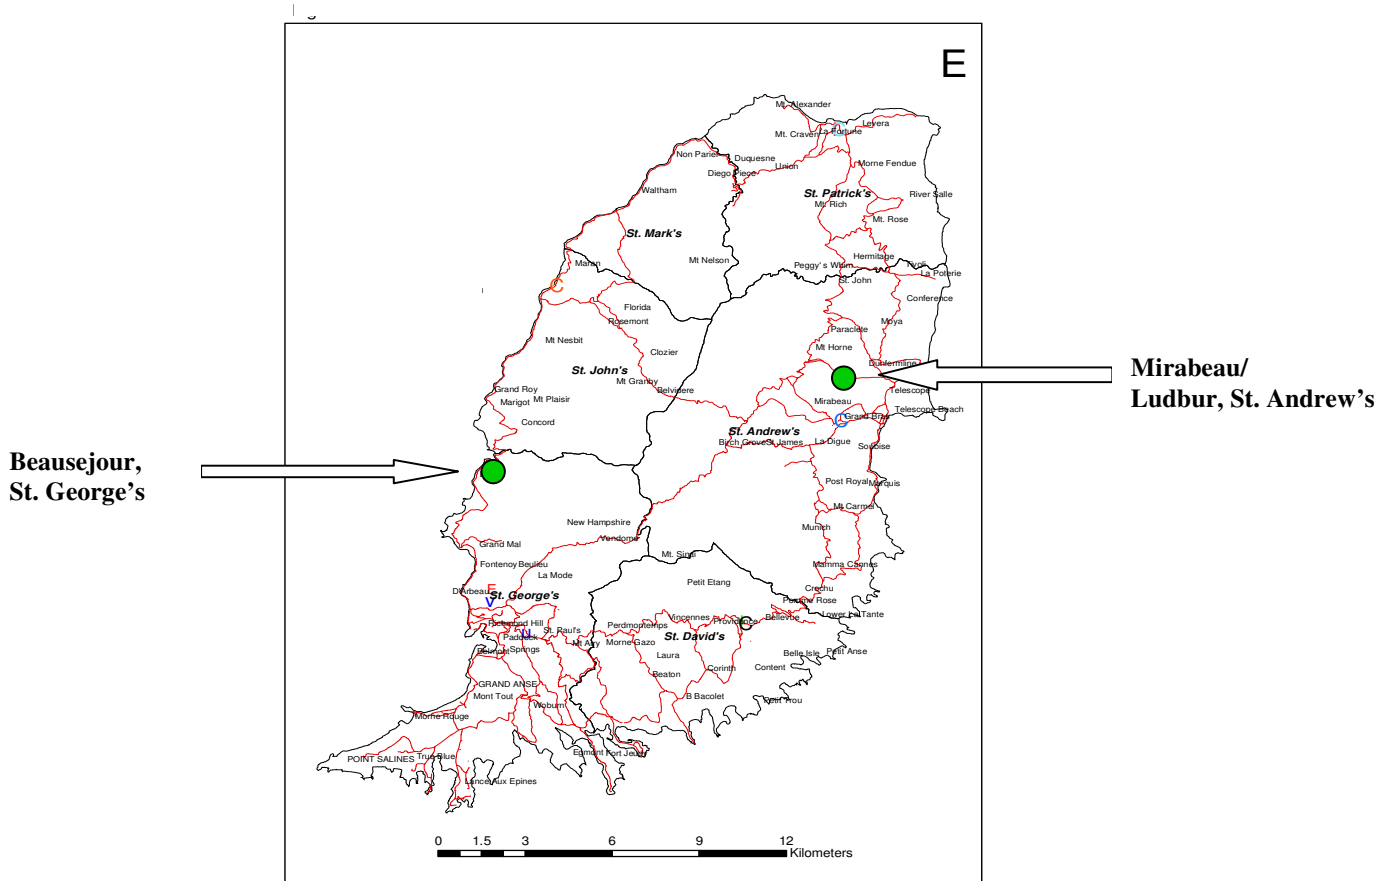 E
Mt. Alexander
Levera
La Fortune
Mt. Craven
Non Parier
Duquesne
Union
Diego Piece
Morne Fendue
Waltham
St. Patrick's
River Salle
Mt. Rich
Mt. Rose
St. Mark's
Maran
Mt Nelson
Hermitage
Peggy's Whim
Tivoli
La Poterie
St. John
C
Conference
Florida
Rosemont
Moya
Paraclete
Mt Nesbit
Mt Horne
Clozier
Dunfermline
Mirabeau/
Ludbur, St. Andrew's
St. John's
Mt Granby
Belvidere
Grand Roy
Marigot
Mt Plaisir
Telescope
Mirabeau
Telescope Beach
Concord
St. Andrew's
Birch Grove
St James
La Digue
Soubise
Beausejour,
St. George's
Post Royal
Marquis
Mt Carmel
New Hampshire
Munich
Vendome
Grand Mal
Mt. Sinai
Fontenoy
Beulieu
La Mode
Mamma Cannes
Petit Etang
D'Arbeau
E
V
St. George's
Crechu
Pomme Rose
Lower La Tante
Vincennes
Providence
C
Bellevue
Richmond Hill
Perdmontemps
St. David's
U
St. Paul's
Paddock
Mt Airy
Morne Gazo
Belmont
Springs
Laura
Belle Isle
Petit Anse
Corinth
Content
Beaton
GRAND ANSE
Mont Tout
B Bacolet
Petit Trou
Woburn
Morne Rouge
POINT SALINES
True Blue
Egmont
Fort Jeudy
Lance Aux Epines
0 1.5 3 6 9 12
Kilometers